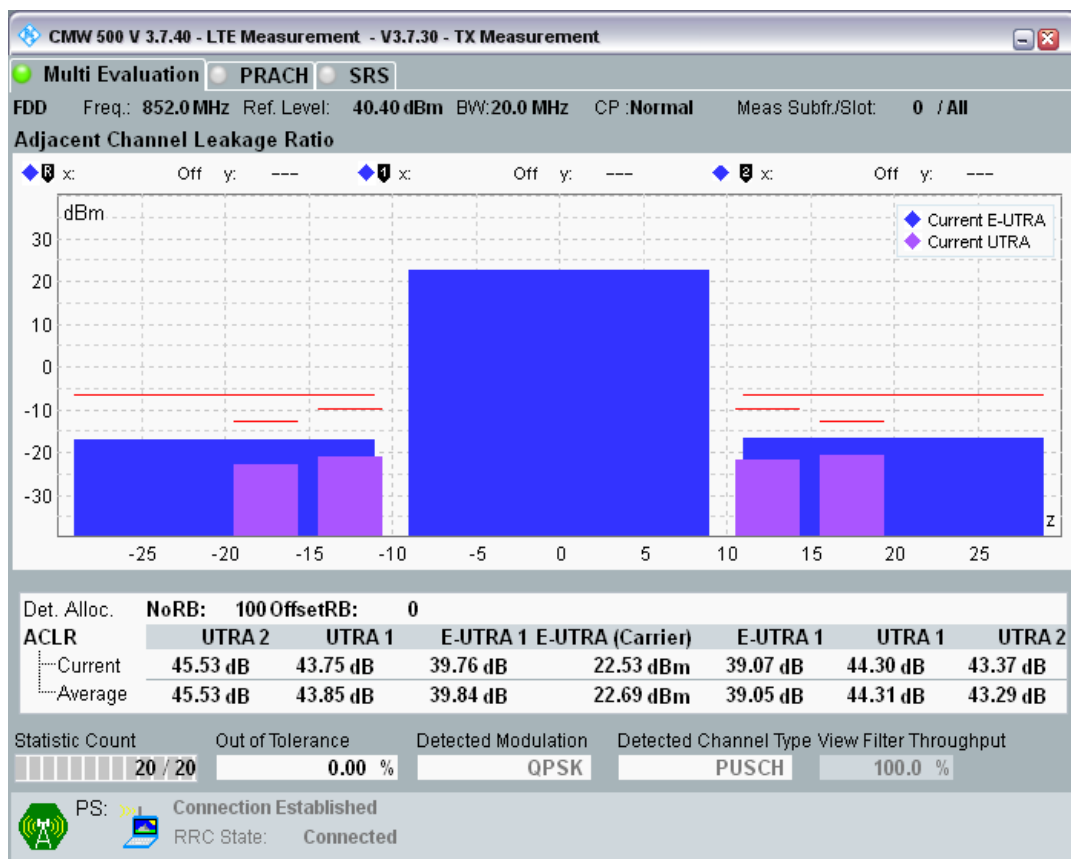 CMW 500 V 3.7.40 - LTE Measurement - V3.7.30 - TX Measurement
Multi Evaluation PRACH SRS
FDD Freq.: 852.0 MHz Ref. Level: 40.40 dBm BW:20.0 MHz CP :Normal Meas Subfr./Slot: 0 / All
Adjacent Channel Leakage Ratio
R x: Off y: --- 1 x: Off y: --- 2 x: Off y: ---
dBm
Current E-UTRA
Current UTRA
30
20
10
0
-10
-20
-30
z
-25 -20 -15 -10 -5 0 5 10 15 20 25
Det. Alloc. NoRB: 100 OffsetRB: 0
ACLR UTRA 2 UTRA 1 E-UTRA 1 E-UTRA (Carrier) E-UTRA 1 UTRA 1 UTRA 2
Current 45.53 dB 43.75 dB 39.76 dB 22.53 dBm 39.07 dB 44.30 dB 43.37 dB
Average 45.53 dB 43.85 dB 39.84 dB 22.69 dBm 39.05 dB 44.31 dB 43.29 dB
Statistic Count Out of Tolerance Detected Modulation Detected Channel Type View Filter Throughput
20 / 20 0.00 % QPSK PUSCH 100.0 %
PS: Connection Established
RRC State: Connected